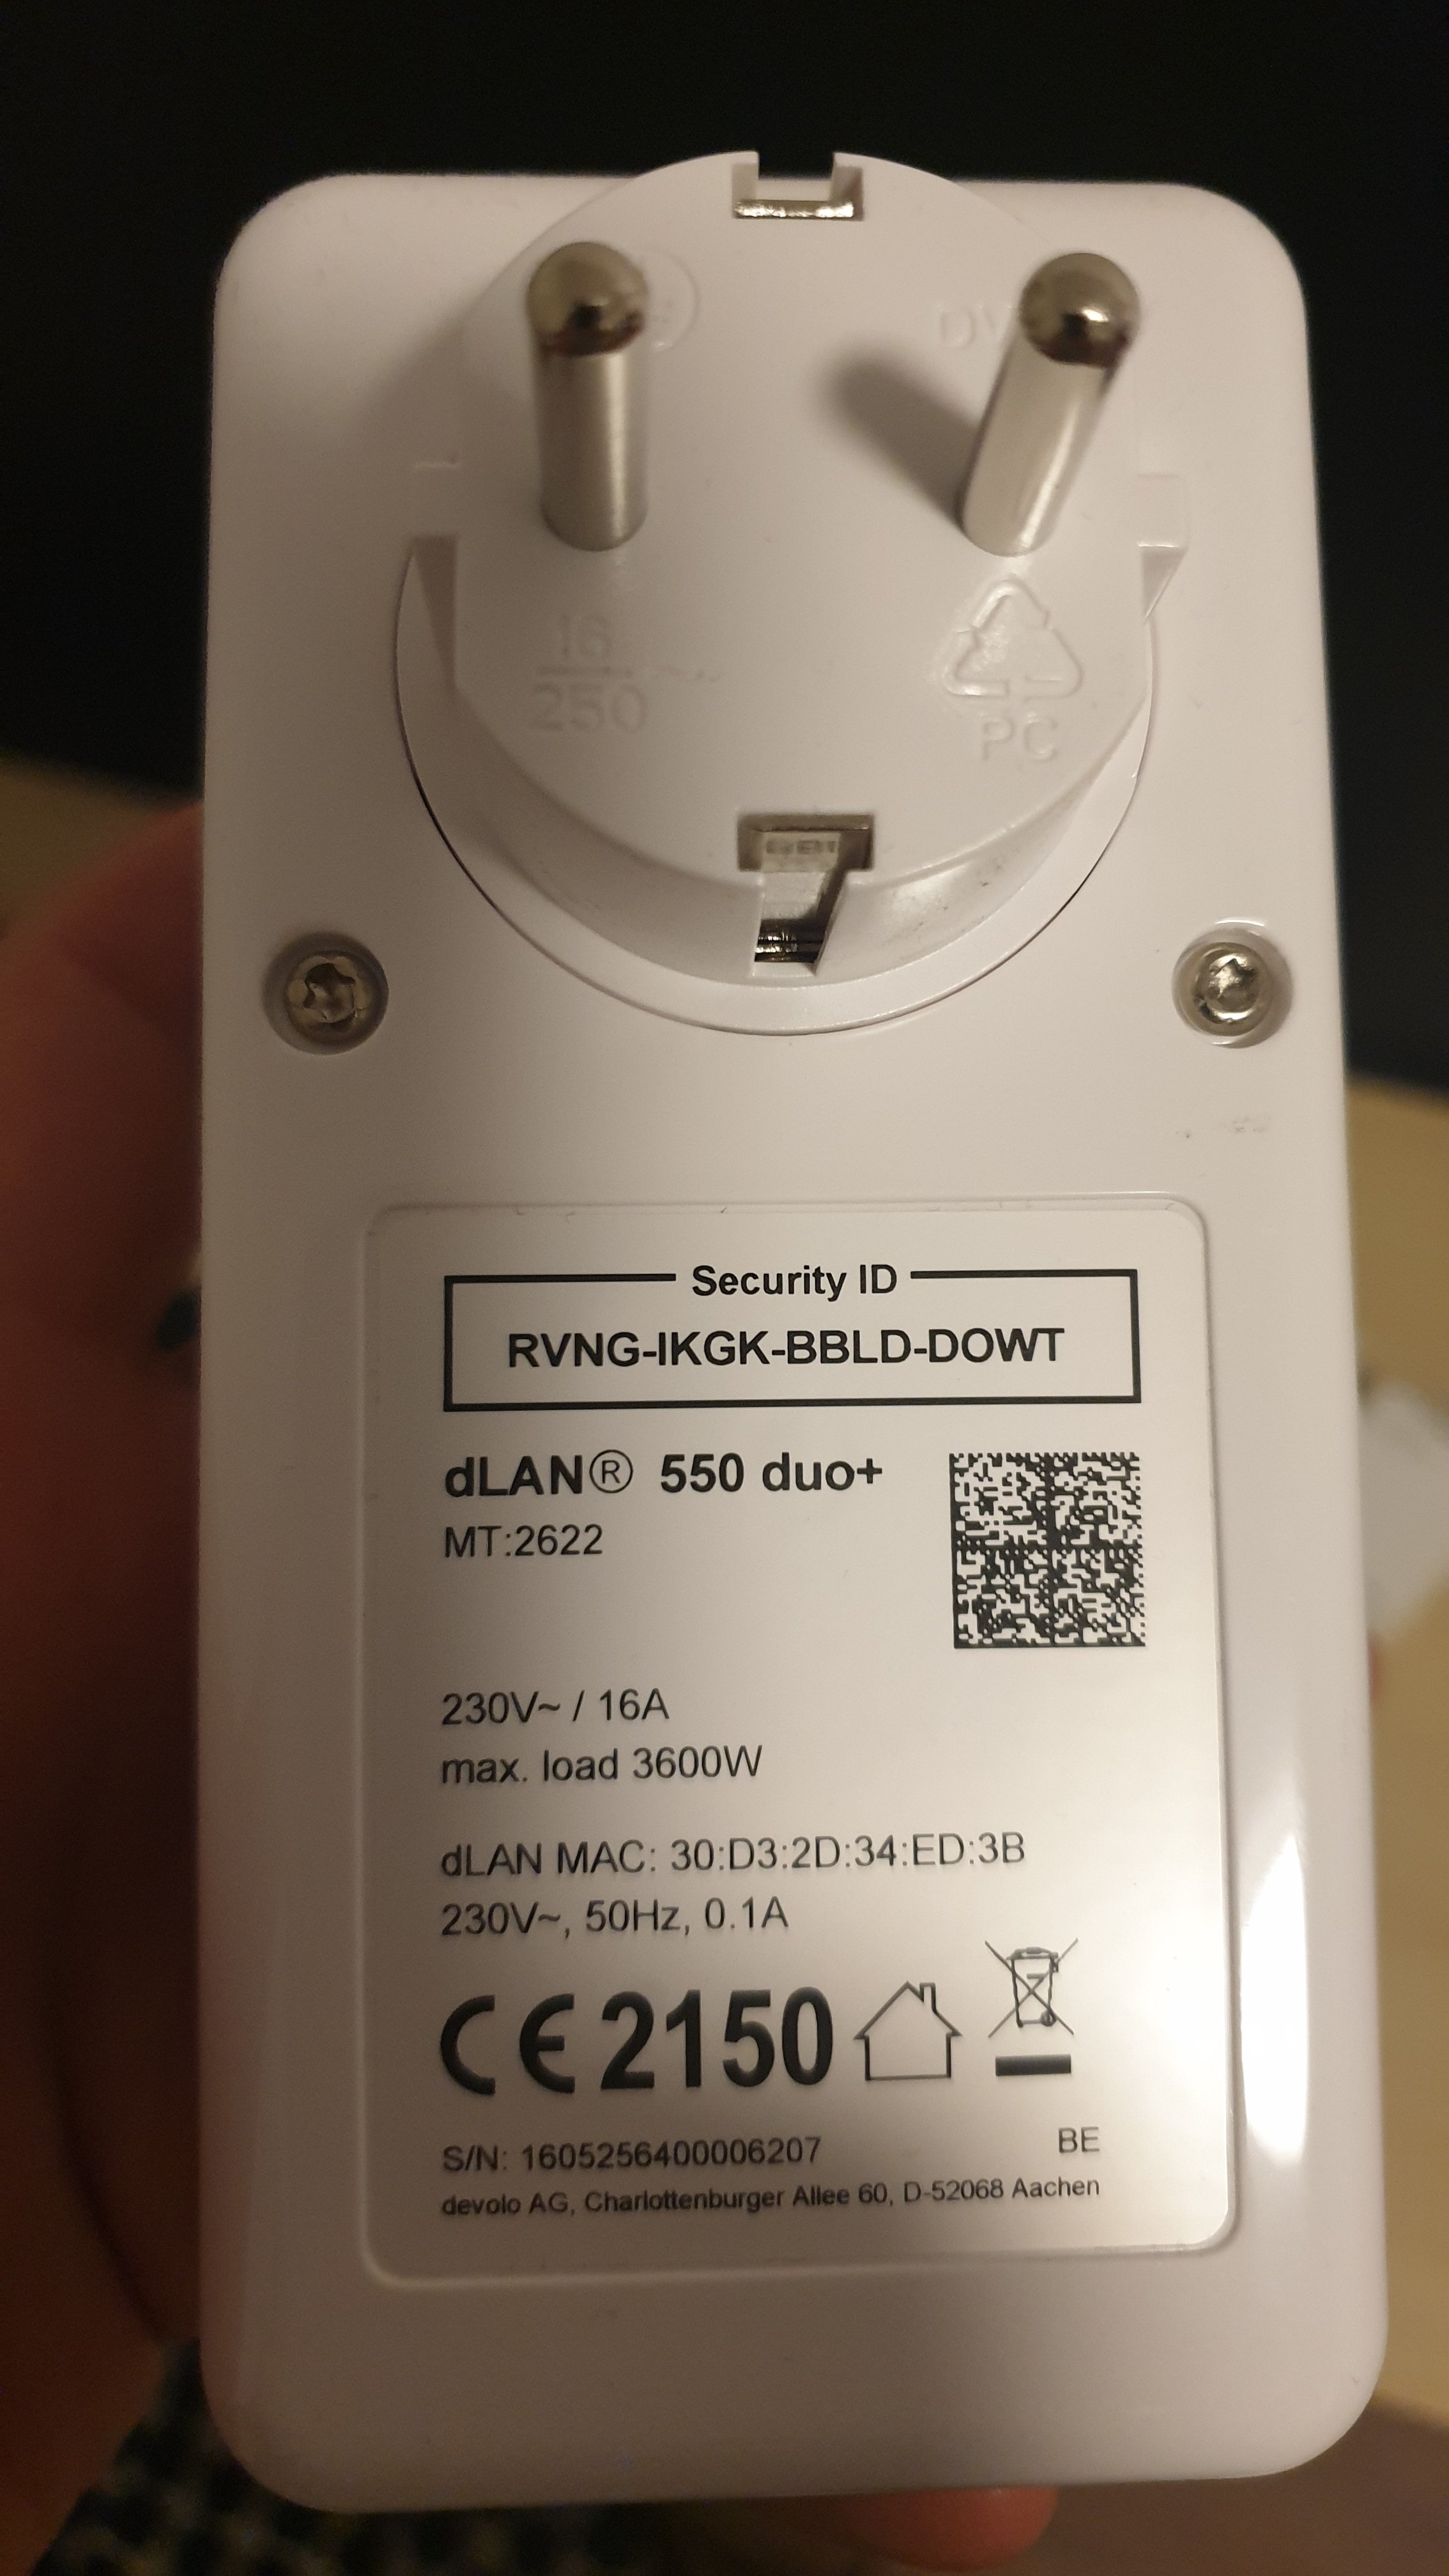 16
250
PC
Security ID
RVNG-IKGK-BBLD-DOWT
dLAN® 550 duo+
MT:2622
230V~ / 16A
max. load 3600W
dLAN MAC: 30:D3:2D:34:ED:3B
230V~, 50Hz, 0.1A
CE 2150
S/N: 1605256400006207
BE
devolo AG, Charlottenburger Allee 60, D-52068 Aachen